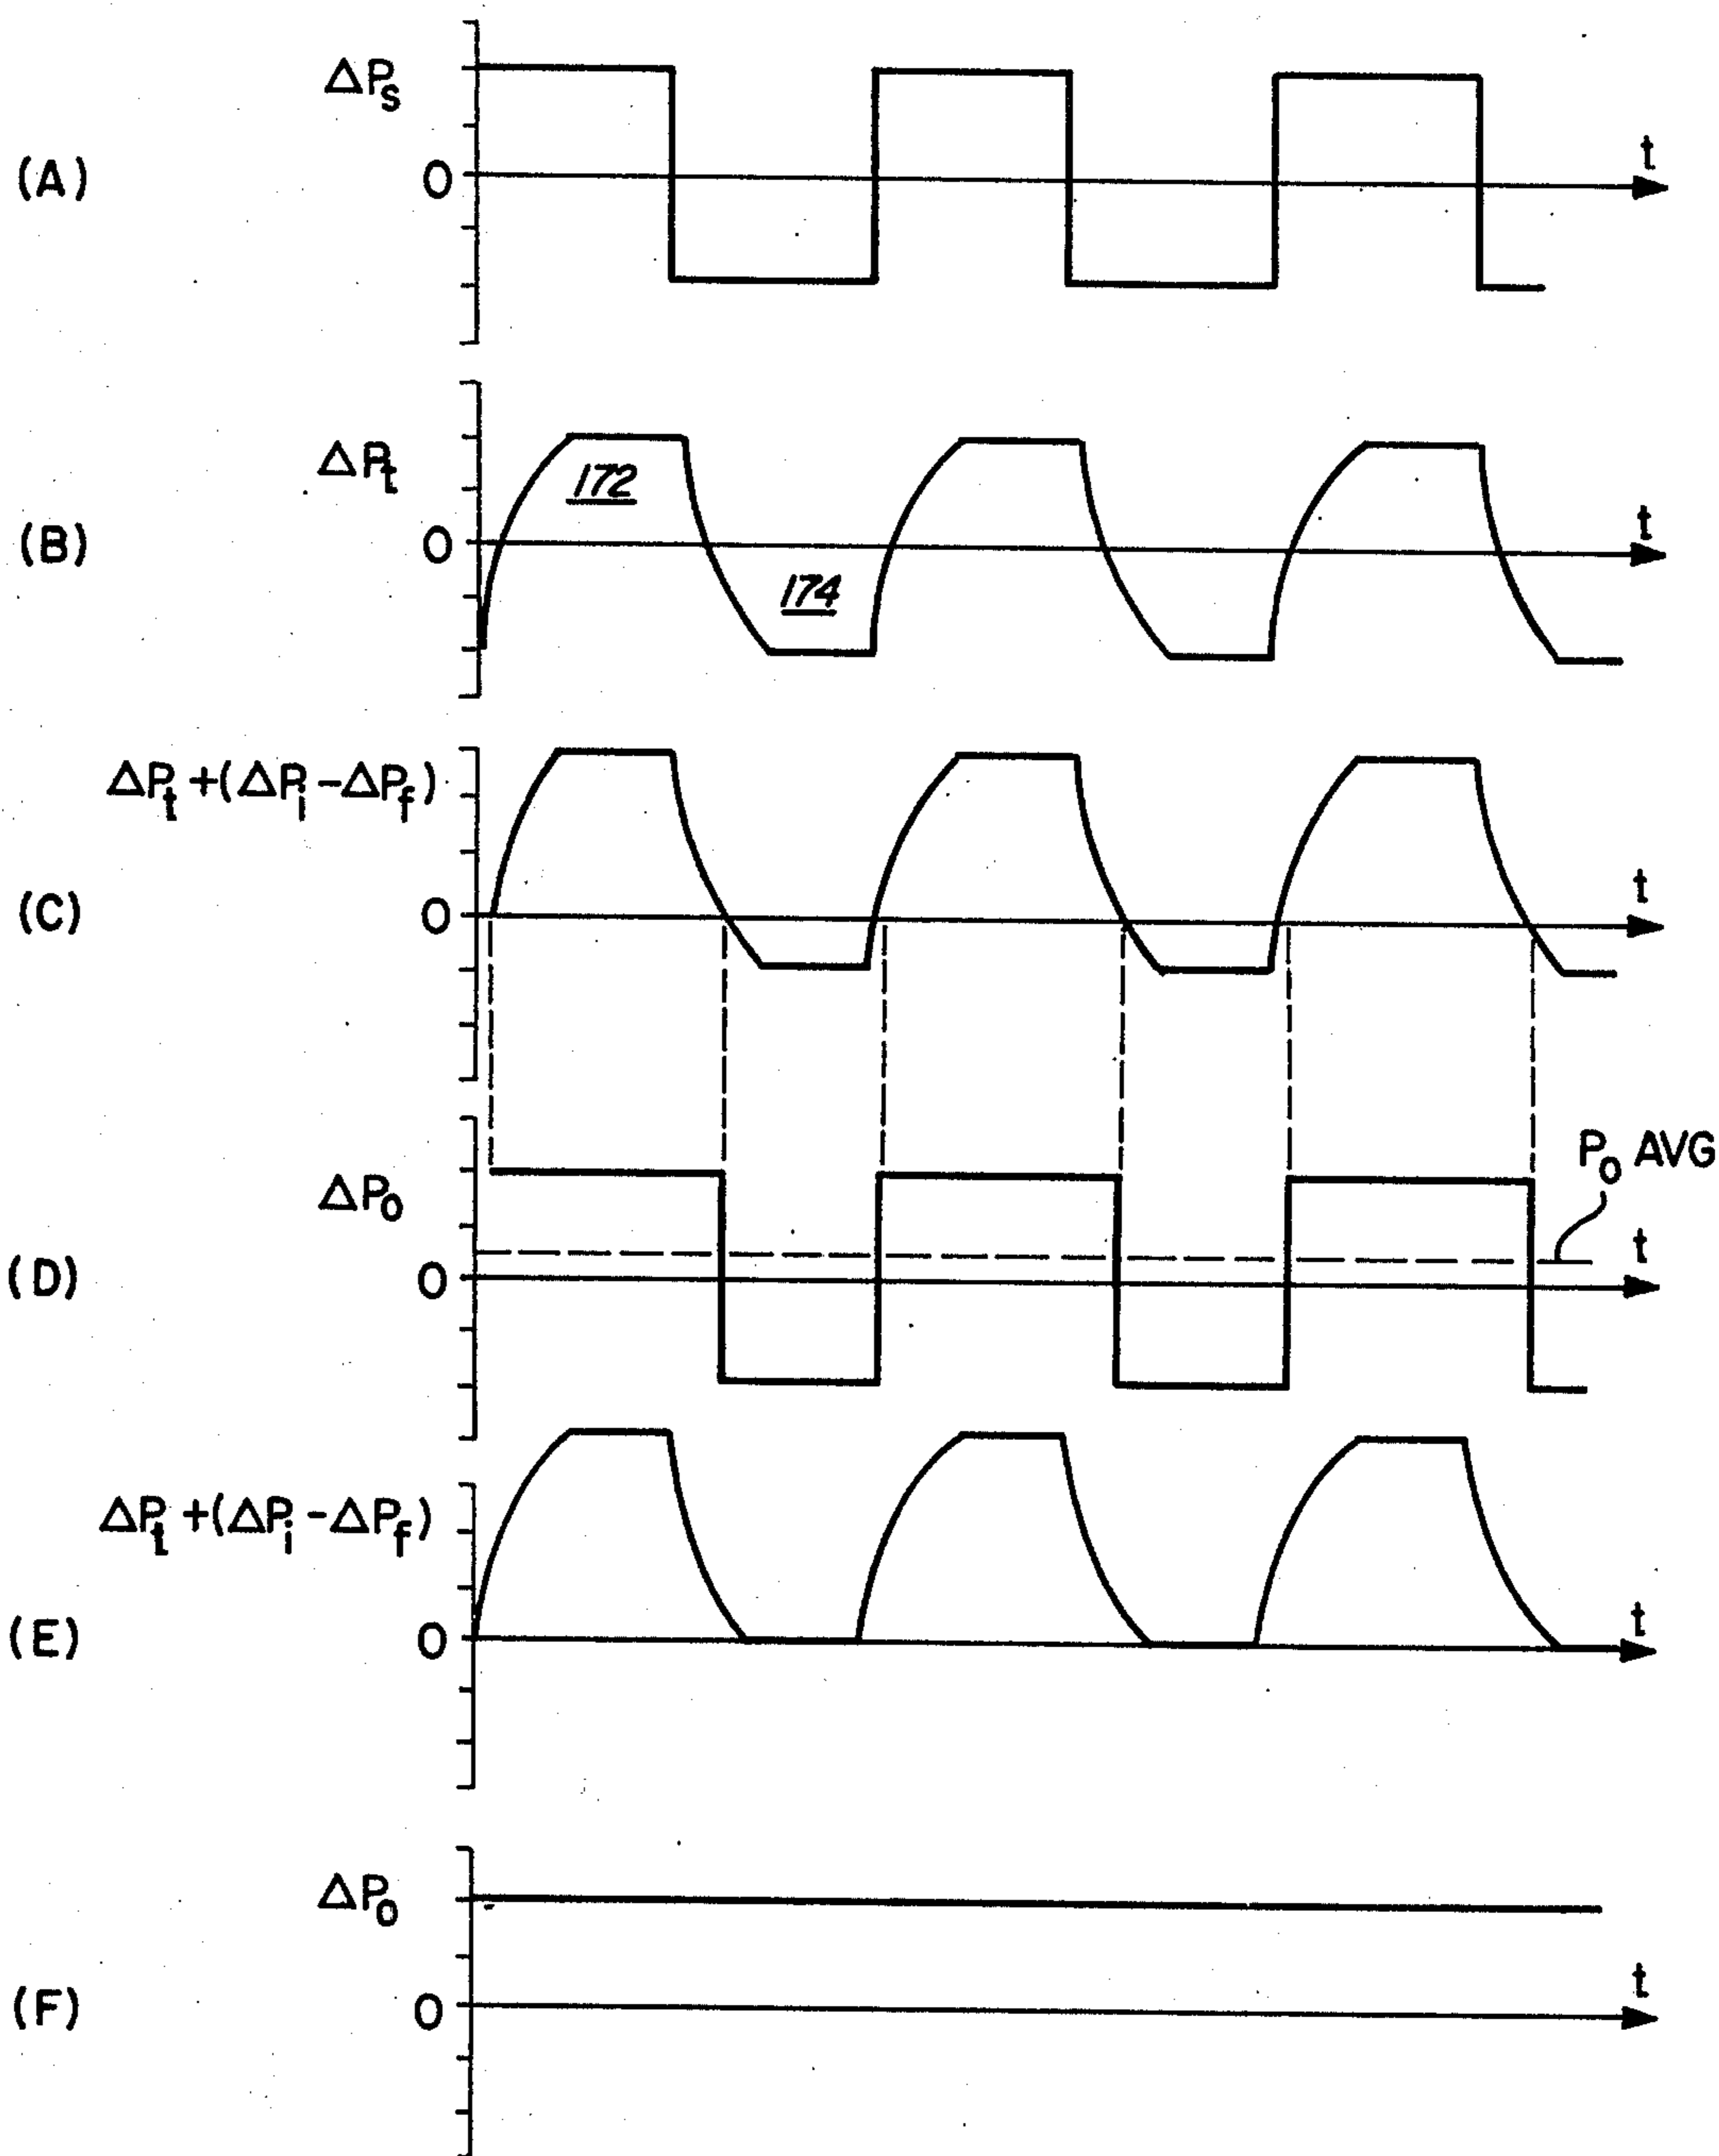 ΔPs
(A)
0
t
ΔPt
172
(B)
0
t
174
ΔPt + (ΔPi - ΔPf)
(C)
0
t
P0 AVG
ΔP0
(D)
0
t
ΔPt + (ΔPi - ΔPf)
(E)
0
t
ΔP0
(F)
0
t